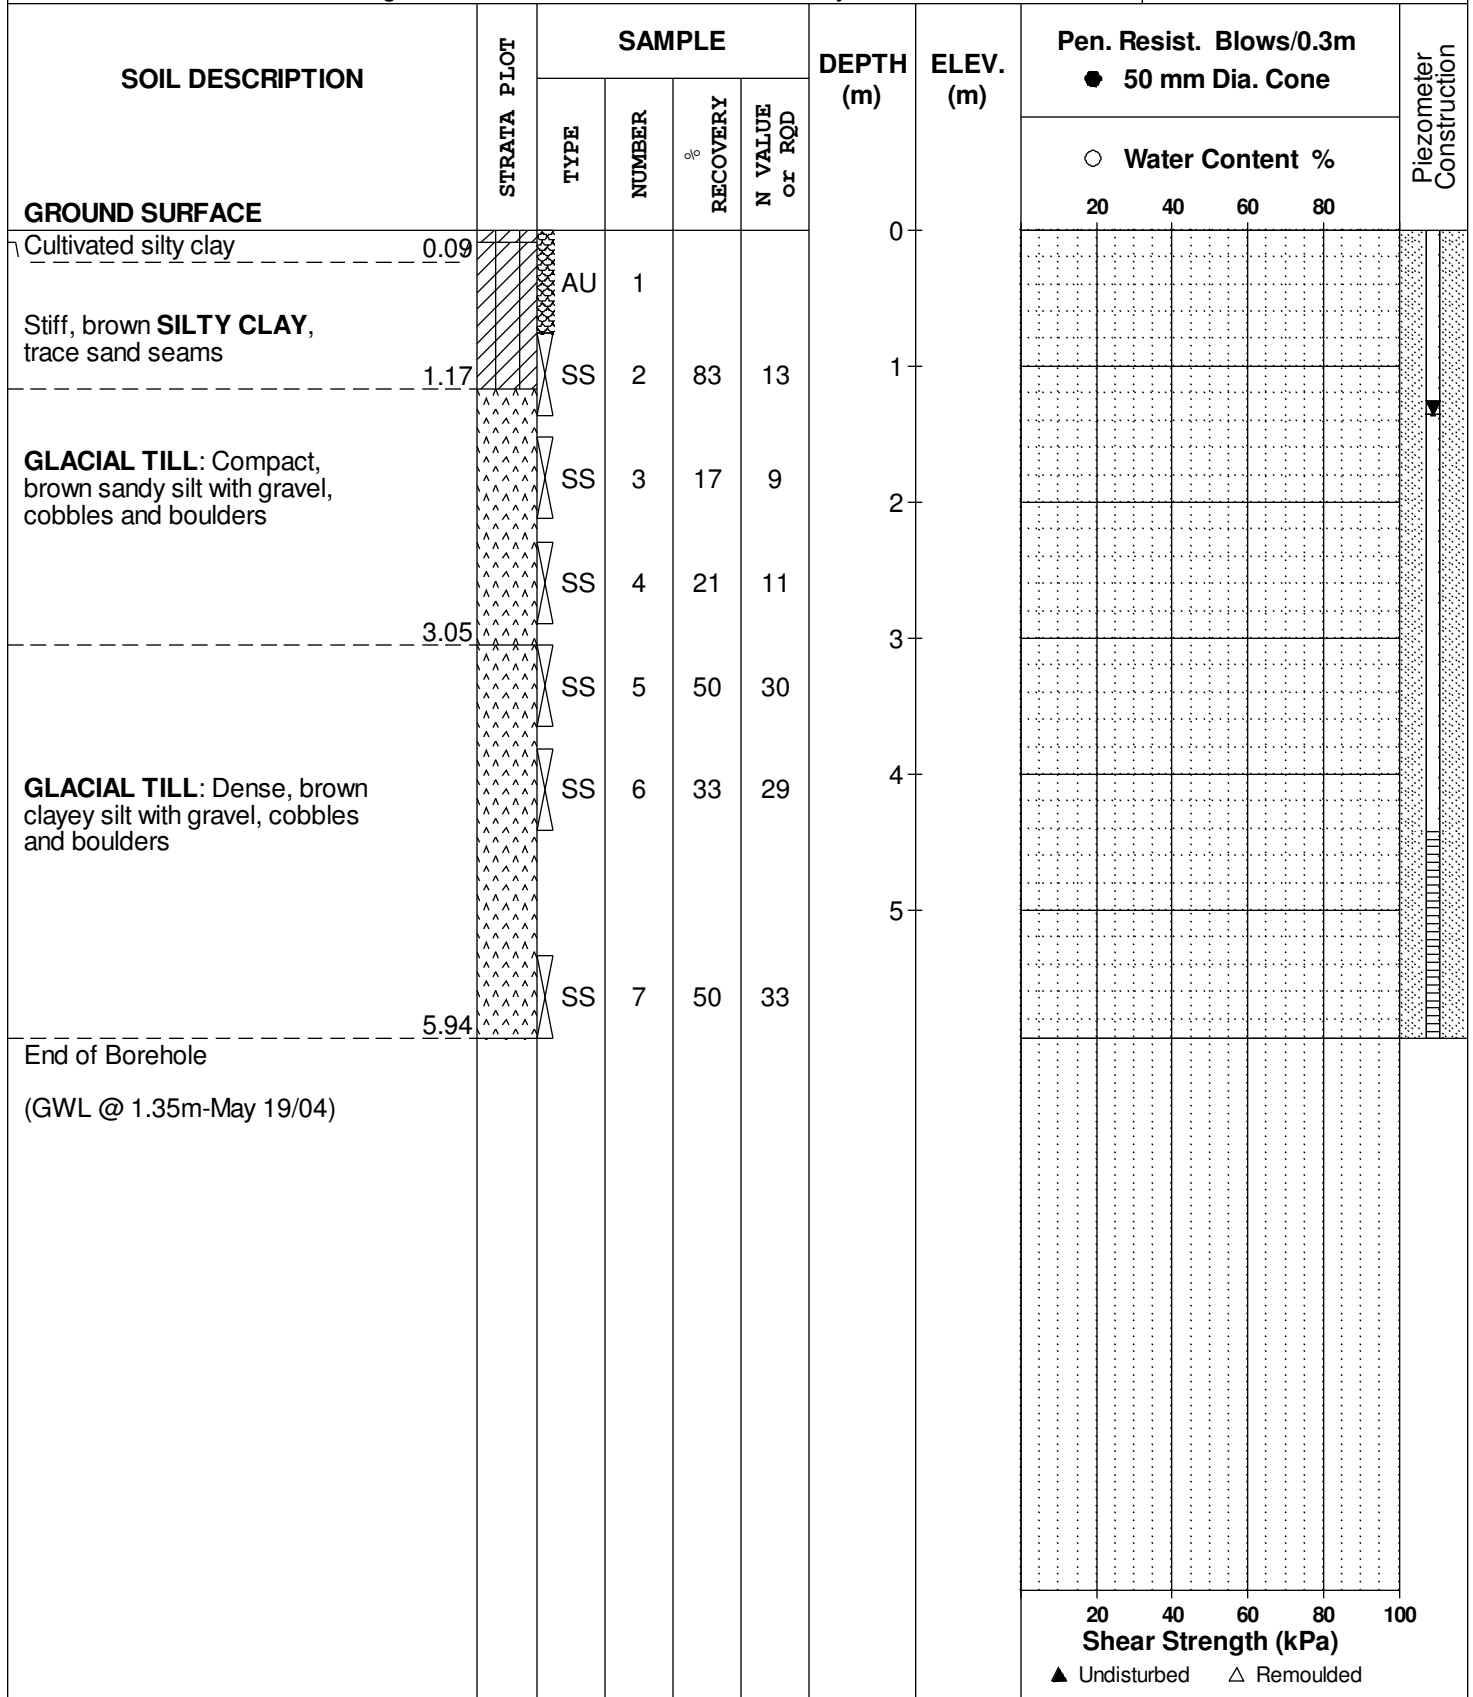 SOIL DESCRIPTION
GROUND SURFACE
STRATA PLOT
SAMPLE
TYPE
NUMBER
% RECOVERY
N VALUE
or RQD
DEPTH
(m)
ELEV.
(m)
Pen. Resist. Blows/0.3m
● 50 mm Dia. Cone
○ Water Content %
20 40 60 80
Piezometer
Construction
Cultivated silty clay 0.09
Stiff, brown SILTY CLAY,
trace sand seams
1.17
GLACIAL TILL: Compact,
brown sandy silt with gravel,
cobbles and boulders
3.05
GLACIAL TILL: Dense, brown
clayey silt with gravel, cobbles
and boulders
5.94
End of Borehole
(GWL @ 1.35m-May 19/04)
AU 1
SS 2 83 13
SS 3 17 9
SS 4 21 11
SS 5 50 30
SS 6 33 29
SS 7 50 33
0
1
2
3
4
5
20 40 60 80 100
Shear Strength (kPa)
▲ Undisturbed △ Remoulded